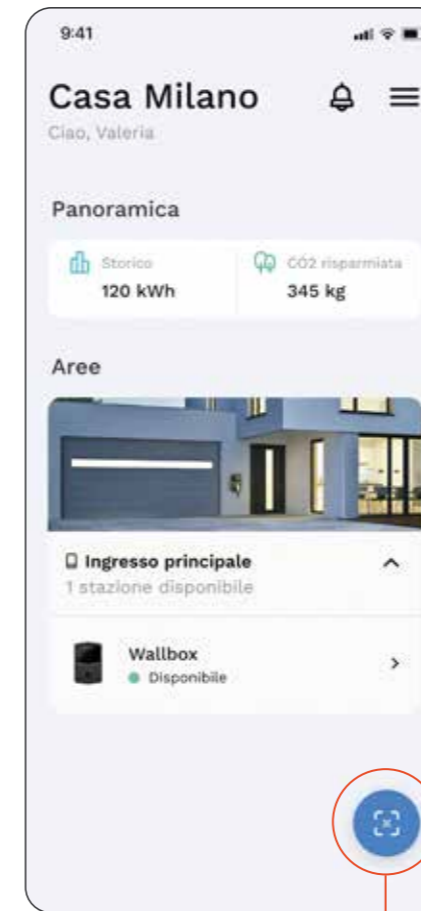 9:41
Casa Milano
Ciao, Valeria
Panoramica
Storico
120 kWh
CO2 risparmiata
345 kg
Aree
Ingresso principale
1 stazione disponibile
Wallbox
Disponibile